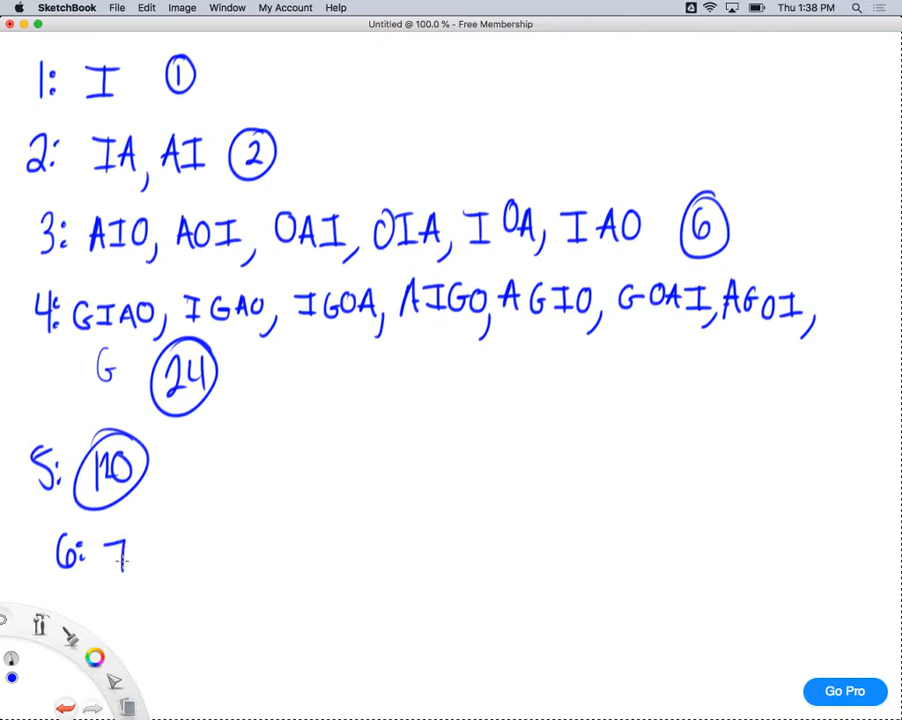 SketchBook File Edit Image Window My Account Help Thu 1:38 PM
Untitled @ 100.0 % - Free Membership
1: I 1
2: IA, AI 2
3: AIO, AOI, OAI, OIA, IOA, IAO 6
4: GIAO, IGAO, IGOA, AIGO, AGIO, GOAI, AGOI,
G 24
5: 120
6: 7
Go Pro